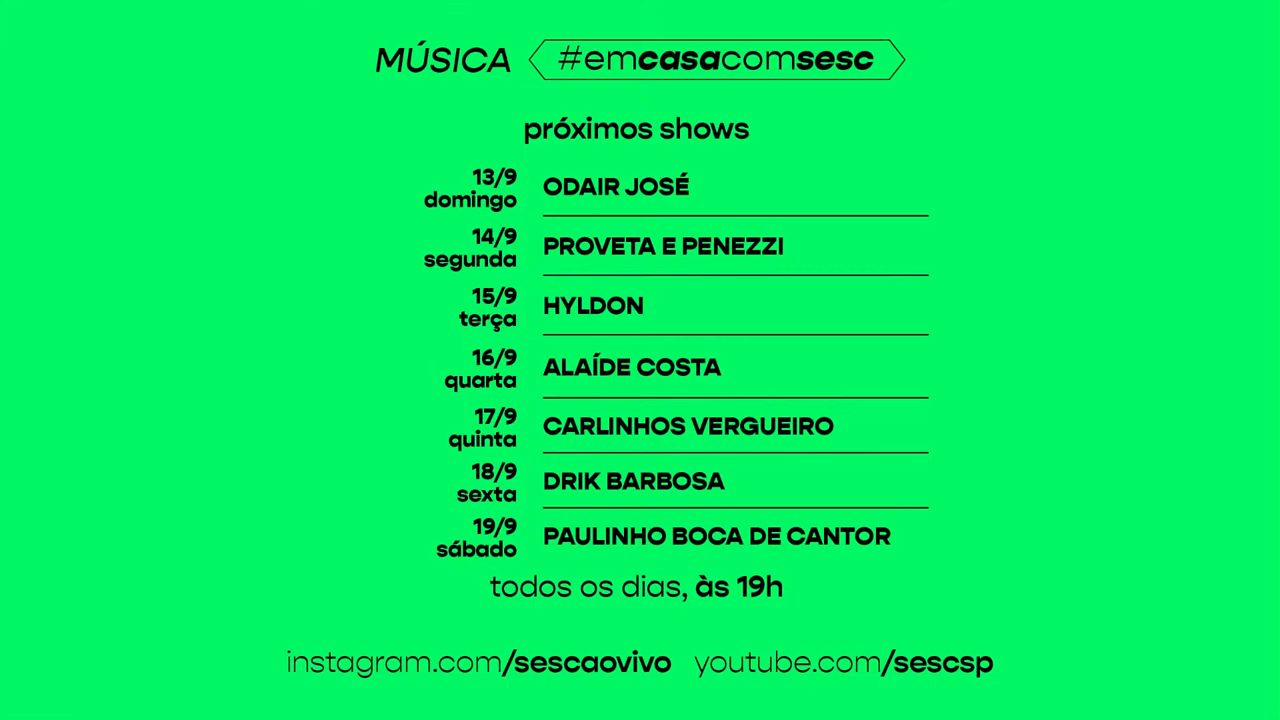 MÚSICA #emcasacomsesc
próximos shows
13/9
domingo
ODAIR JOSÉ
14/9
segunda
PROVETA E PENEZZI
15/9
terça
HYLDON
16/9
quarta
ALAÍDE COSTA
17/9
quinta
CARLINHOS VERGUEIRO
18/9
sexta
DRIK BARBOSA
19/9
sábado
PAULINHO BOCA DE CANTOR
todos os dias, às 19h
instagram.com/sescaovivo youtube.com/sescsp